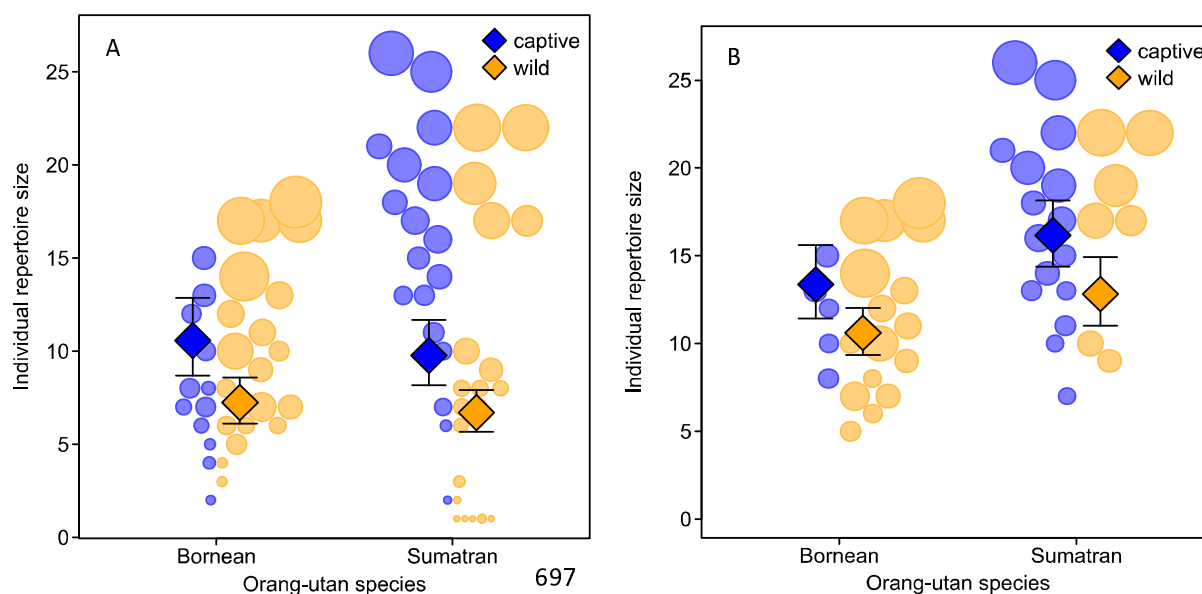 A
captive
wild
Individual repertoire size
25
20
15
10
5
0
Bornean
Sumatran
Orang-utan species
697
B
captive
wild
Individual repertoire size
25
20
15
10
5
0
Bornean
Sumatran
Orang-utan species